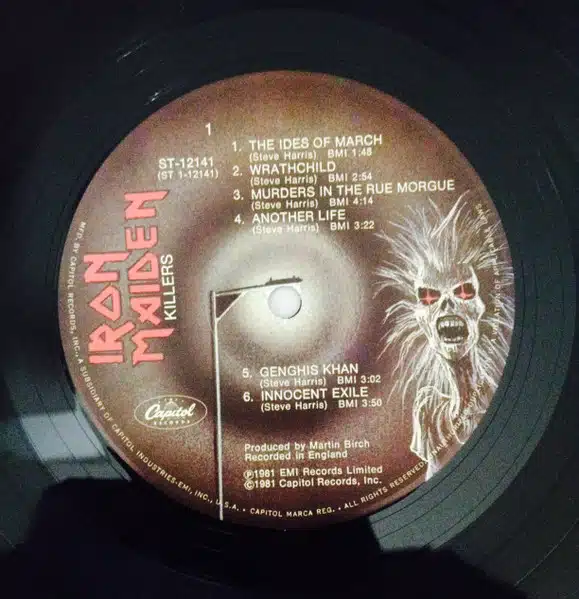 1
ST-12141
(ST 1-12141)
1. THE IDES OF MARCH
(Steve Harris) BMI 1:48
2. WRATHCHILD
(Steve Harris) BMI 2:54
3. MURDERS IN THE RUE MORGUE
(Steve Harris) BMI 4:14
4. ANOTHER LIFE
(Steve Harris) BMI 3:22
IRON
MAIDEN
KILLERS
5. GENGHIS KHAN
(Steve Harris) BMI 3:02
6. INNOCENT EXILE
(Steve Harris) BMI 3:50
Capitol
RECORDS
Produced by Martin Birch
Recorded in England
℗1981 EMI Records Limited
©1981 Capitol Records, Inc.
MFD. BY CAPITOL RECORDS, INC., A SUBSIDIARY OF CAPITOL INDUSTRIES-EMI, INC., U.S.A. • CAPITOL MARCA REG. • ALL RIGHTS RESERVED.
OF APPLICABLE LAWS